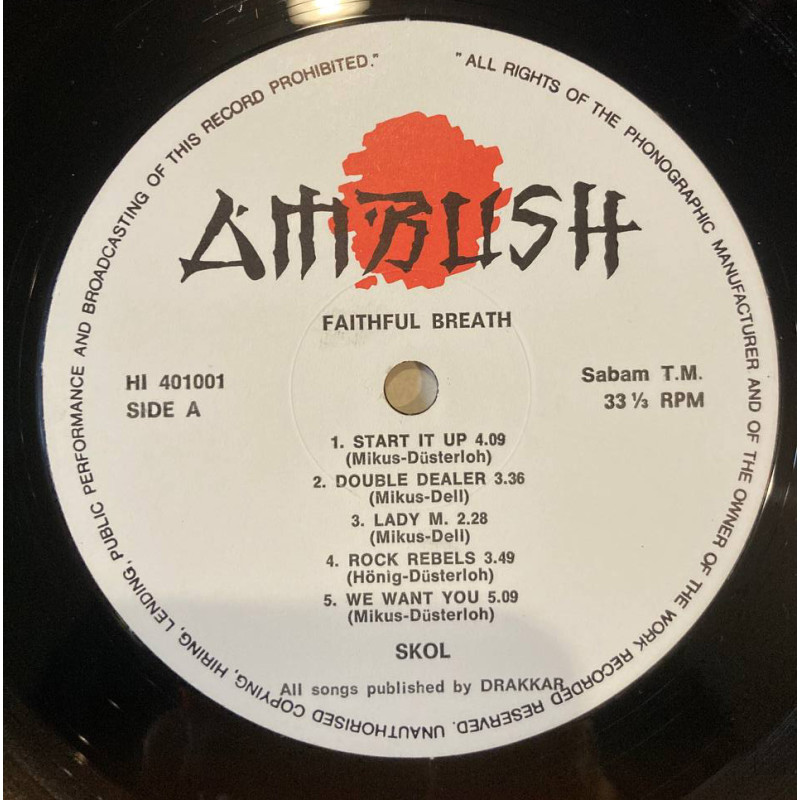 "ALL RIGHTS OF THE PHONOGRAPHIC MANUFACTURER AND OF THE OWNER OF THE WORK RECORDED RESERVED. UNAUTHORISED COPYING, HIRING, LENDING, PUBLIC PERFORMANCE AND BROADCASTING OF THIS RECORD PROHIBITED."
AMBUSH
FAITHFUL BREATH
HI 401001
SIDE A
Sabam T.M.
33 ⅓ RPM
1. START IT UP 4.09
(Mikus-Düsterloh)
2. DOUBLE DEALER 3.36
(Mikus-Dell)
3. LADY M. 2.28
(Mikus-Dell)
4. ROCK REBELS 3.49
(Hönig-Düsterloh)
5. WE WANT YOU 5.09
(Mikus-Düsterloh)
SKOL
All songs published by DRAKKAR